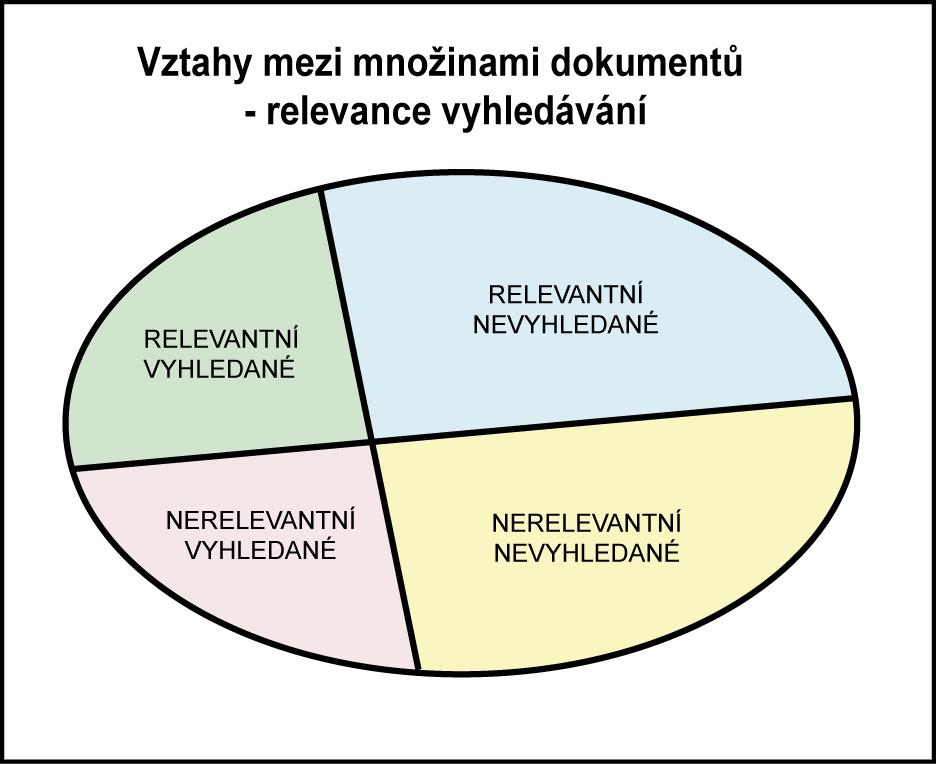 Vztahy mezi množinami dokumentů
- relevance vyhledávání
RELEVANTNÍ
NEVYHLEDANÉ
RELEVANTNÍ
VYHLEDANÉ
NERELEVANTNÍ
VYHLEDANÉ
NERELEVANTNÍ
NEVYHLEDANÉ